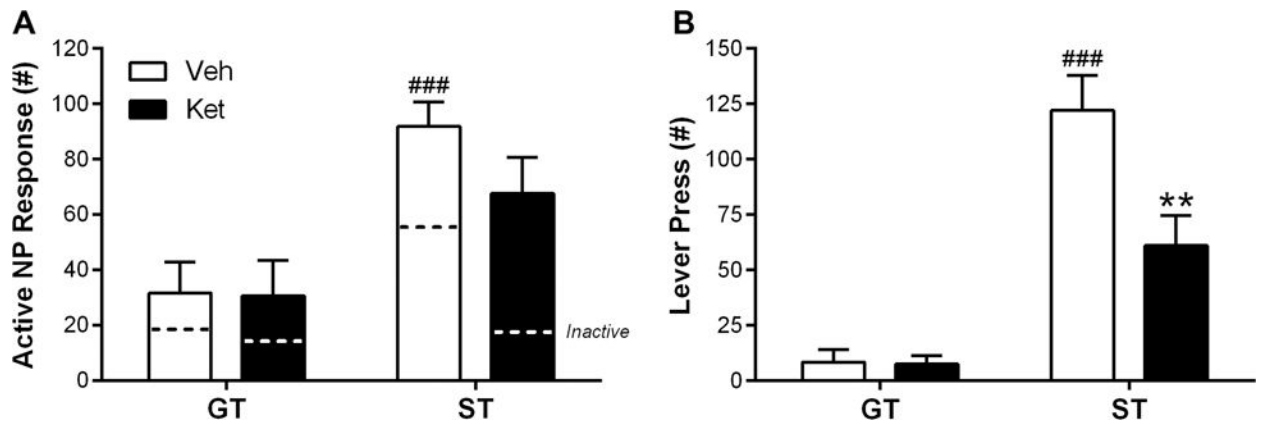 A
Active NP Response (#)
120
100
80
60
40
20
0
Veh
Ket
###
Inactive
GT
ST
B
Lever Press (#)
150
125
100
75
50
25
0
###
**
GT
ST